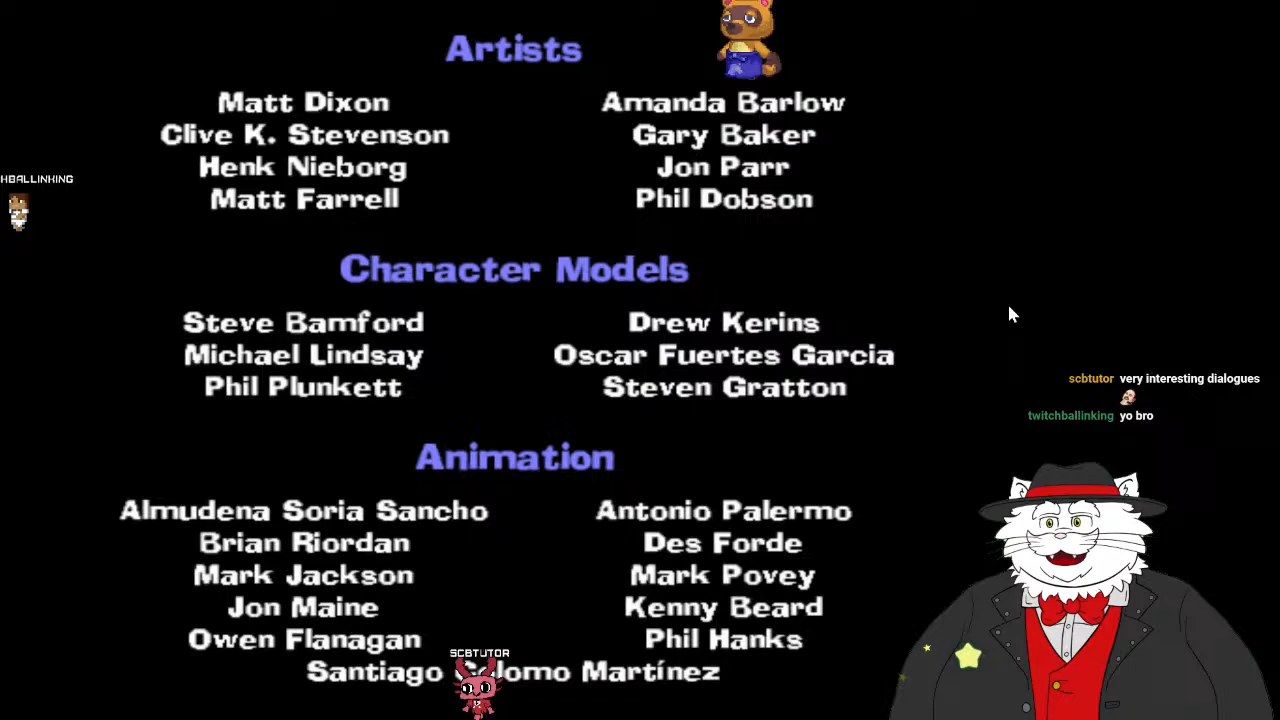 Artists
Matt Dixon Amanda Barlow
Clive K. Stevenson Gary Baker
Henk Nieborg Jon Parr
HBALLINKING
Matt Farrell Phil Dobson
Character Models
Steve Bamford Drew Kerins
Michael Lindsay Oscar Fuertes Garcia
Phil Plunkett Steven Gratton
scbtutor very interesting dialogues
twitchballinking yo bro
Animation
Almudena Soria Sancho Antonio Palermo
Brian Riordan Des Forde
Mark Jackson Mark Povey
Jon Maine Kenny Beard
Owen Flanagan Phil Hanks
SCBTUTOR
Santiago Martínez